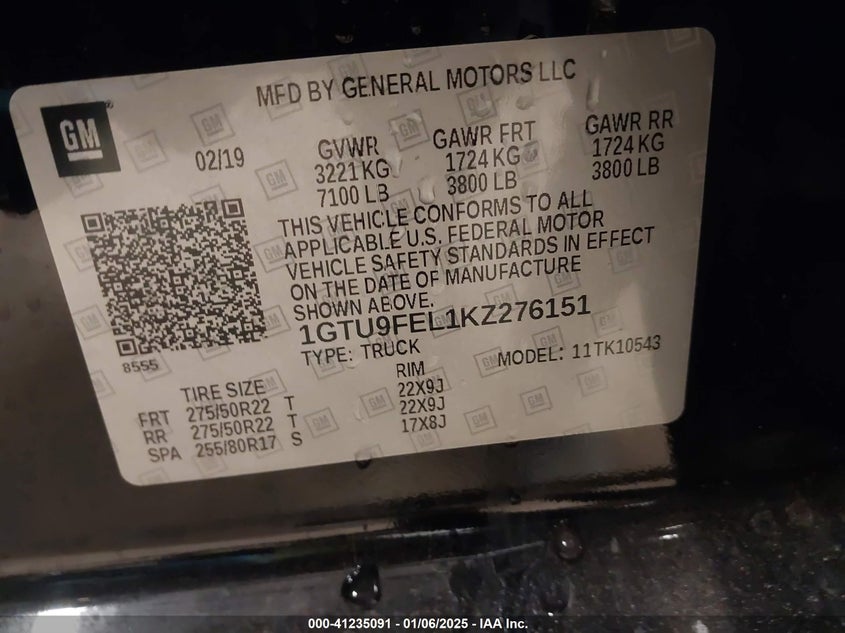 MFD BY GENERAL MOTORS LLC
GM
®
02/19
GVWR
3221 KG
7100 LB
GAWR FRT
1724 KG
3800 LB
GAWR RR
1724 KG
3800 LB
THIS VEHICLE CONFORMS TO ALL
APPLICABLE U.S. FEDERAL MOTOR
VEHICLE SAFETY STANDARDS IN EFFECT
ON THE DATE OF MANUFACTURE
SHOWN ABOVE.
1GTU9FEL1KZ276151
8555
TYPE: TRUCK
MODEL: 11TK10543
TIRE SIZE
RIM
FRT 275/50R22 T 22X9J
RR 275/50R22 T 22X9J
SPA 255/80R17 S 17X8J
000-41235091 - 01/06/2025 - IAA Inc.